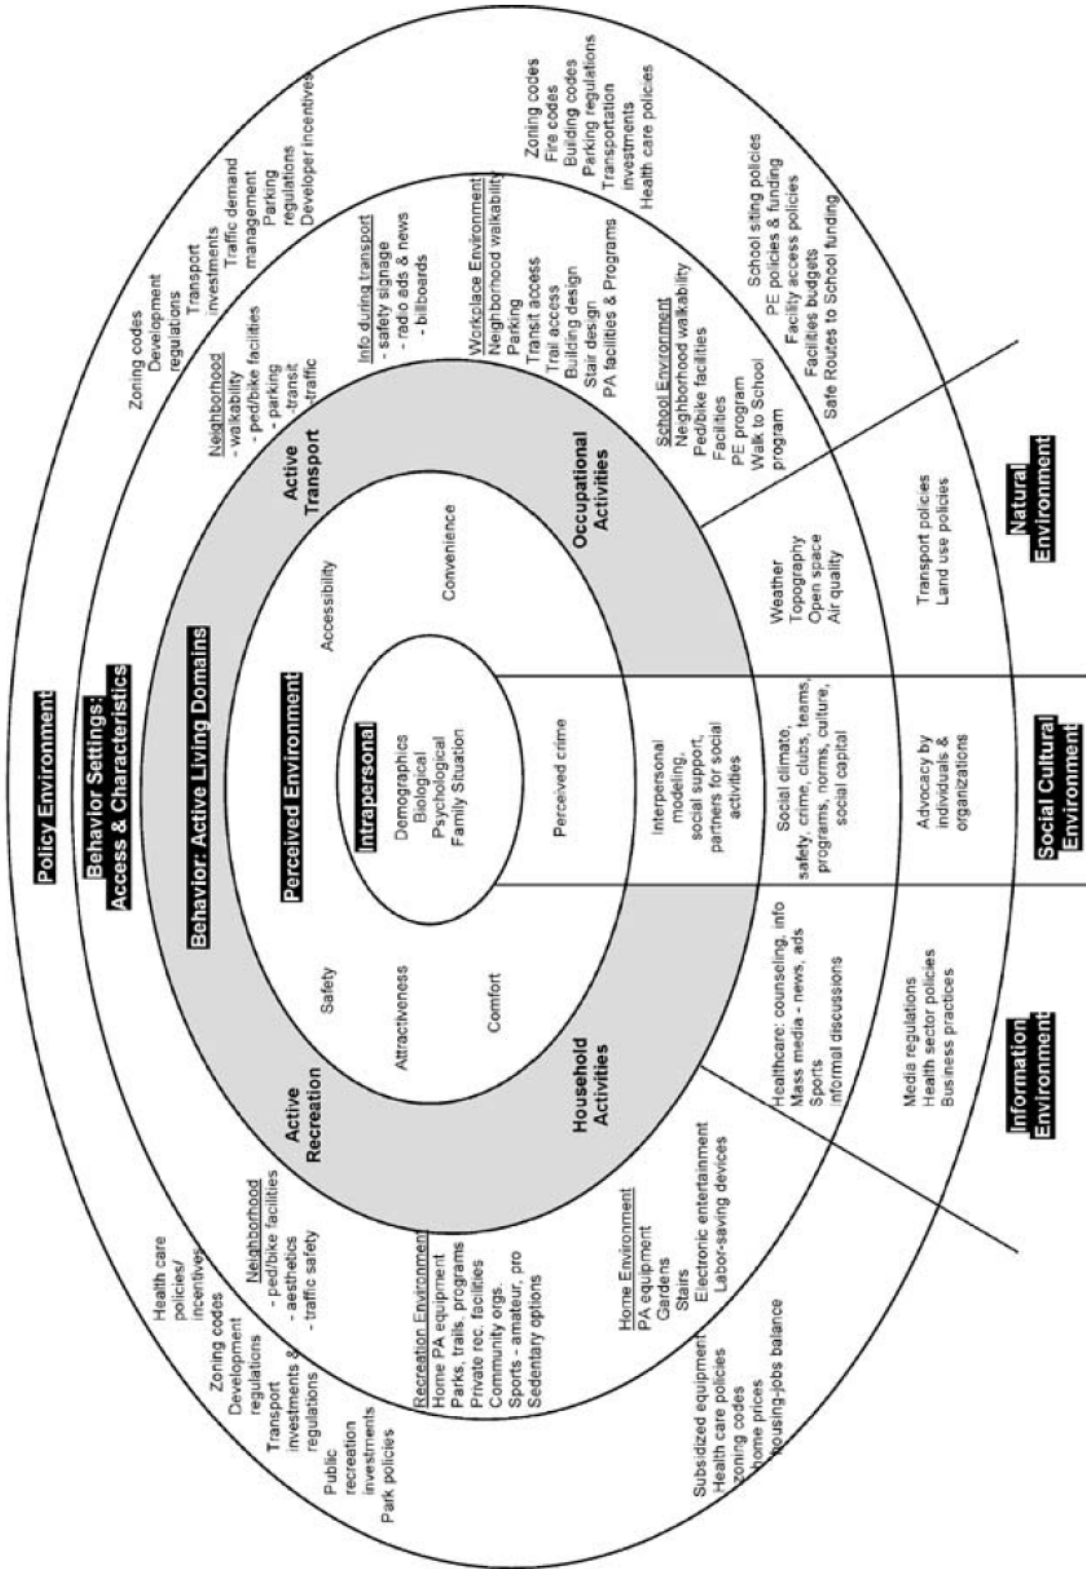 Policy Environment
Behavior Settings:
Access & Characteristics
Behavior: Active Living Domains
Perceived Environment
Intrapersonal
Demographics
Biological
Psychological
Family Situation
Safety
Attractiveness
Comfort
Accessibility
Convenience
Perceived crime
Active
Recreation
Active
Transport
Household
Activities
Occupational
Activities
Health care
policies/
incentives
Zoning codes
Development
regulations
Transport
investments &
regulations
Public
recreation
investments
Park policies
Neighborhood
- ped/bike facilities
- aesthetics
- traffic safety
Recreation Environment
Home PA equipment
Parks, trails, programs
Private rec. facilities
Community orgs.
Sports - amateur, pro
Sedentary options
Home Environment
PA equipment
Gardens
Stairs
Electronic entertainment
Labor-saving devices
Subsidized equipment
Health care policies
zoning codes
home prices
housing-jobs balance
Zoning codes
Development
regulations
Transport
investments
Traffic demand
management
Parking
regulations
Developer incentives
Neighborhood
- walkability
- ped/bike facilities
- parking
-transit
-traffic
Info during transport
- safety signage
- radio ads & news
- billboards
Workplace Environment
Neighborhood walkability
Parking
Transit access
Trail access
Building design
Stair design
PA facilities & Programs
Zoning codes
Fire codes
Building codes
Parking regulations
Transportation
investments
Health care policies
School Environment
Neighborhood walkability
Ped/bike facilities
Facilities
PE program
Walk to School
program
School siting policies
PE policies & funding
Facility access policies
Facilities budgets
Safe Routes to School funding
Healthcare: counseling, info
Mass media - news, ads
Sports
Informal discussions
Media regulations
Health sector policies
Business practices
Information
Environment
Interpersonal
modeling,
social support,
partners for social
activities
Social climate,
safety, crime, clubs, teams,
programs, norms, culture,
social capital
Advocacy by
individuals &
organizations
Social Cultural
Environment
Weather
Topography
Open space
Air quality
Transport policies
Land use policies
Natural
Environment